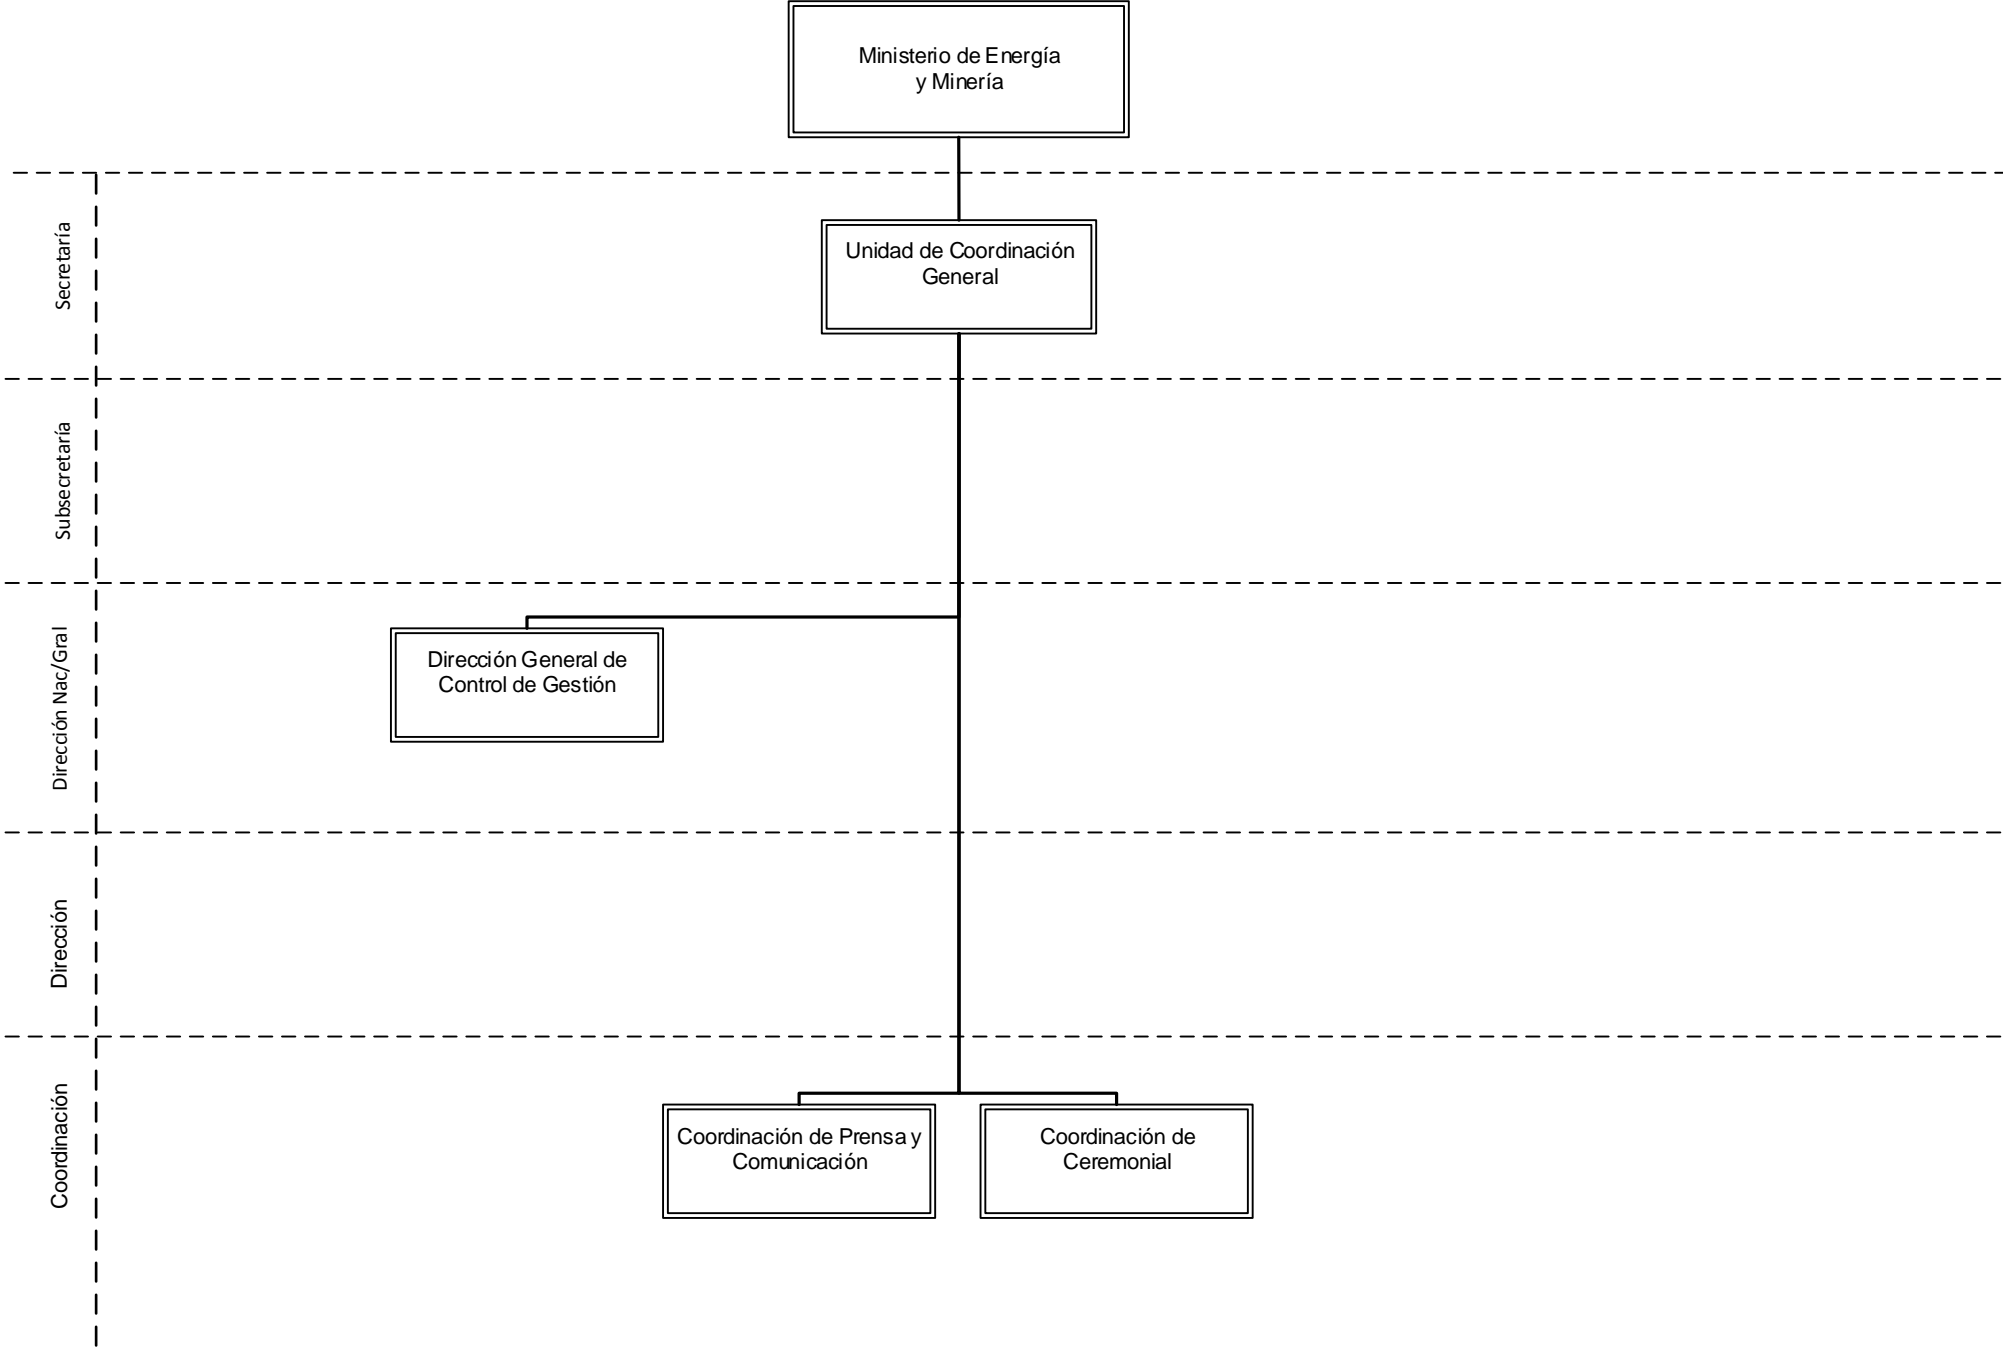 Ministerio de Energía
y Minería
Secretaría
Unidad de Coordinación
General
Subsecretaría
Dirección Nac/Gral
Dirección General de
Control de Gestión
Dirección
Coordinación
Coordinación de Prensa y
Comunicación
Coordinación de
Ceremonial